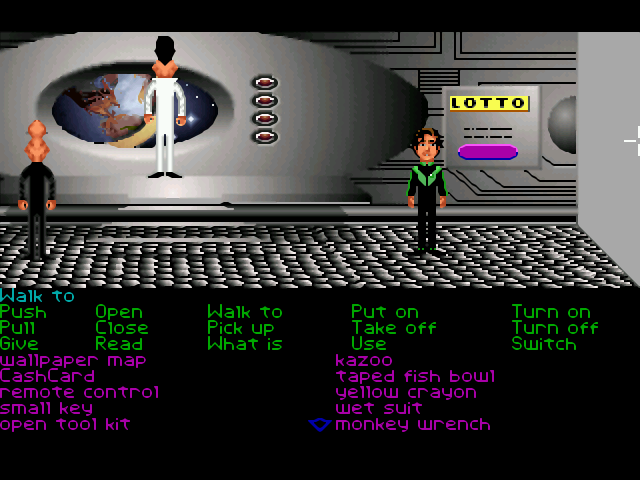 LOTTO
Walk to
Push Open Walk to Put on Turn on
Pull Close Pick up Take off Turn off
Give Read What is Use Switch
wallpaper map kazoo
CashCard taped fish bowl
remote control yellow crayon
small key wet suit
open tool kit monkey wrench